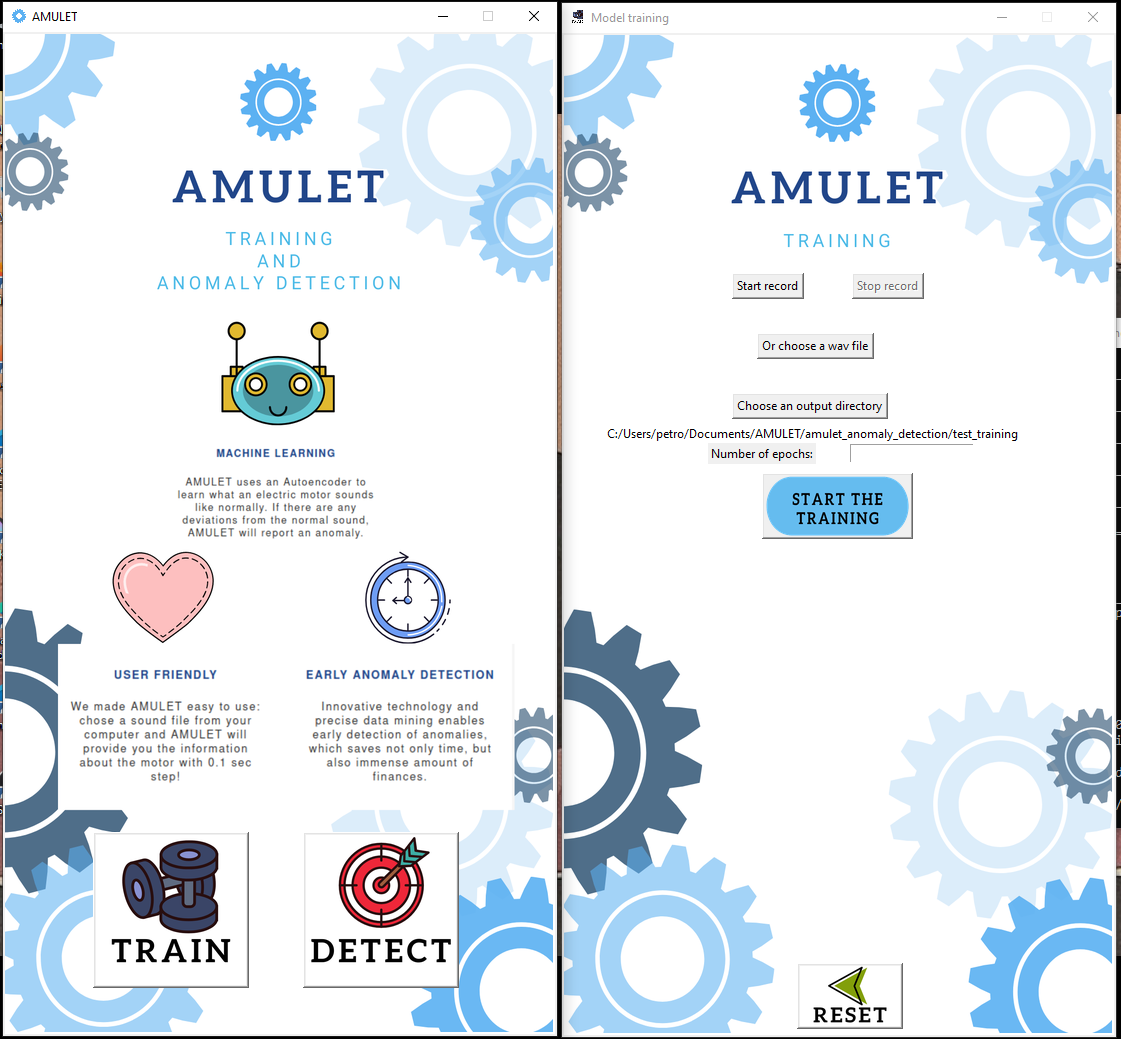 AMULET
AMULET
TRAINING
AND
ANOMALY DETECTION
MACHINE LEARNING
AMULET uses an Autoencoder to
learn what an electric motor sounds
like normally. If there are any
deviations from the normal sound,
AMULET will report an anomaly.
USER FRIENDLY
We made AMULET easy to use:
chose a sound file from your
computer and AMULET will
provide you the information
about the motor with 0.1 sec
step!
EARLY ANOMALY DETECTION
Innovative technology and
precise data mining enables
early detection of anomalies,
which saves not only time, but
also immense amount of
finances.
TRAIN
DETECT
Model training
AMULET
TRAINING
Start record
Stop record
Or choose a wav file
Choose an output directory
C:/Users/petro/Documents/AMULET/amulet_anomaly_detection/test_training
Number of epochs:
START THE
TRAINING
RESET